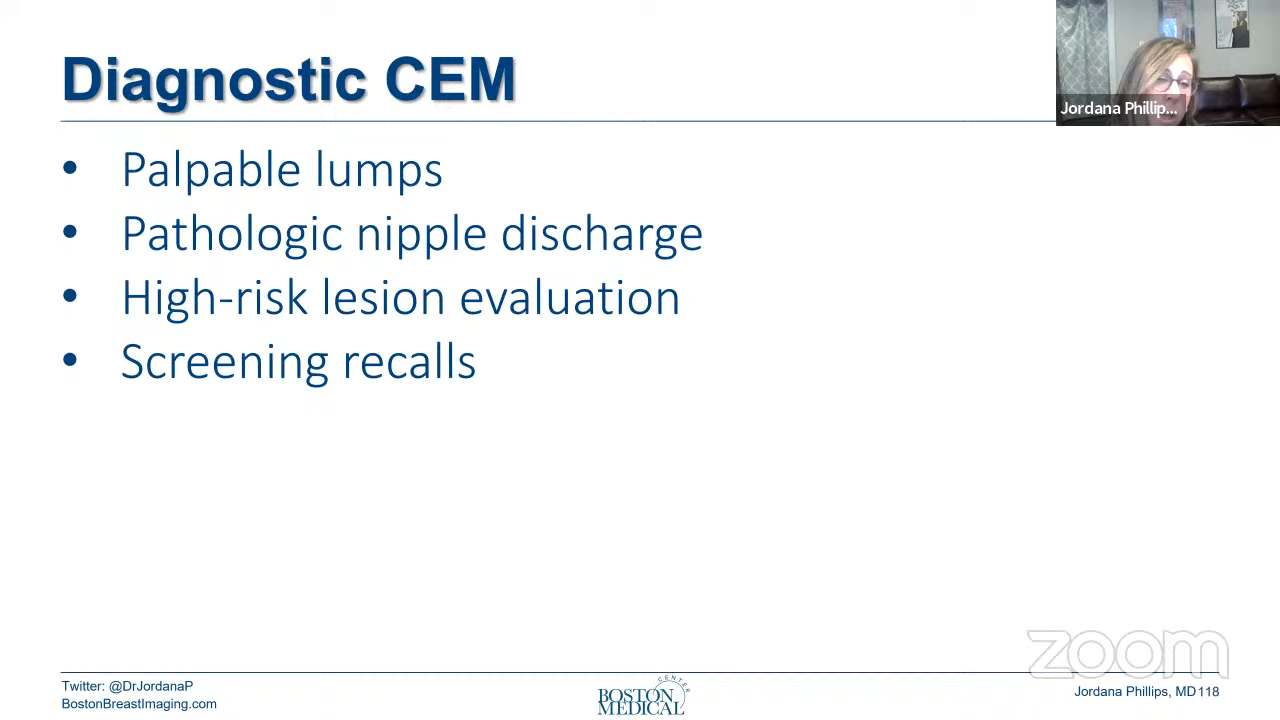 Diagnostic CEM
Jordana Phillip...
• Palpable lumps
• Pathologic nipple discharge
• High-risk lesion evaluation
• Screening recalls
zoom
Twitter: @DrJordanaP
BostonBreastImaging.com
BOSTON
MEDICAL
CENTER
Jordana Phillips, MD 118